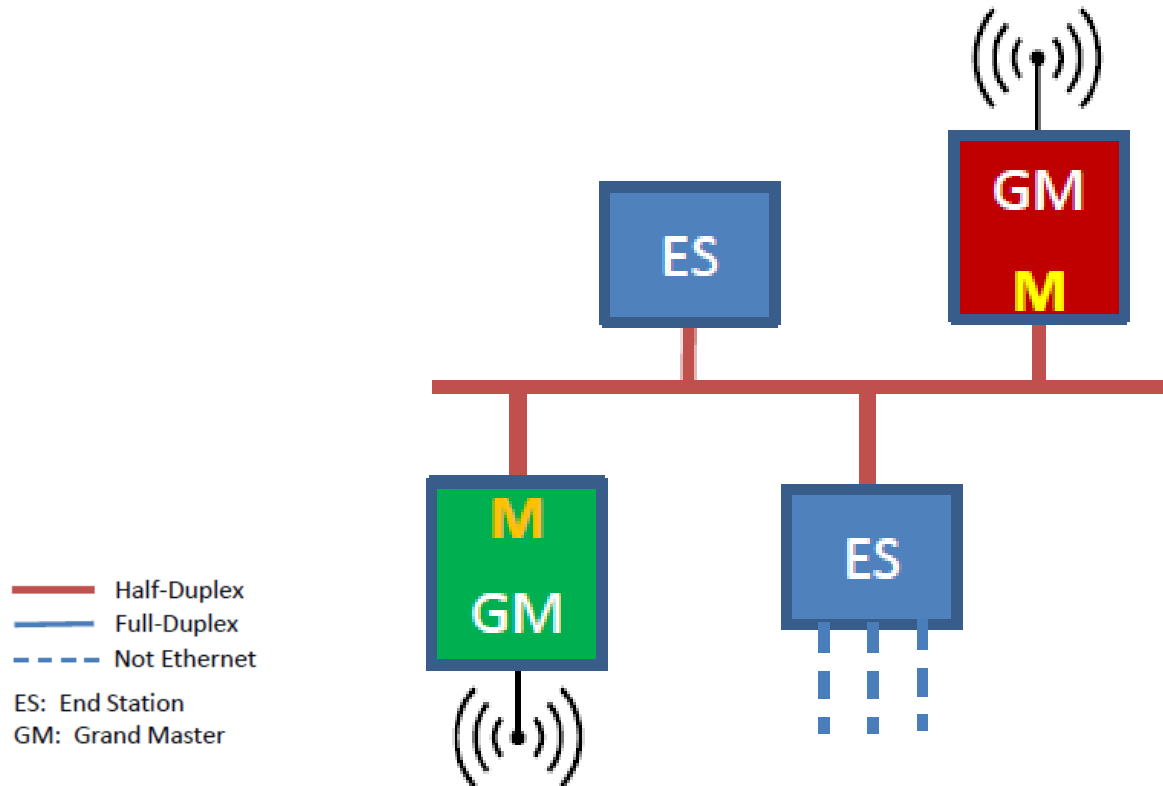 GM
M
ES
M
GM
ES
Half-Duplex
Full-Duplex
Not Ethernet
ES: End Station
GM: Grand Master